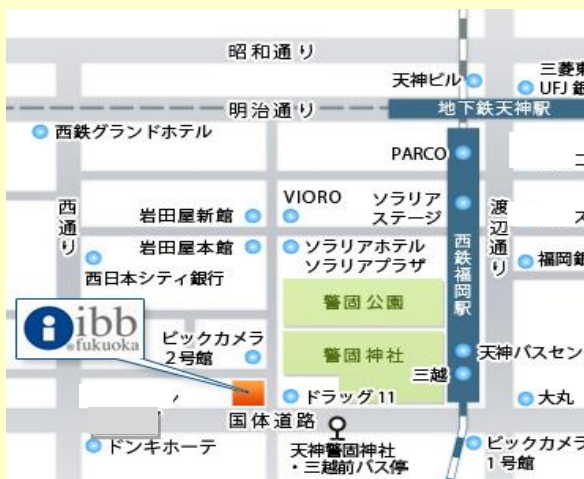 昭和通り
天神ビル
三菱東
UFJ 銀
明治通り
地下鉄天神駅
西鉄グランドホテル
PARCO
VIORO
ソラリア
ステージ
西通り
岩田屋新館
渡辺通り
岩田屋本館
ソラリアホテル
ソラリアプラザ
西鉄福岡駅
福岡銀
西日本シティ銀行
警固公園
ibb
fukuoka
ビックカメラ
2号館
警固神社
天神バスセン
三越
ドラッグ11
大丸
国体道路
ドンキホーテ
天神警固神社
・三越前バス停
ビックカメラ
1号館